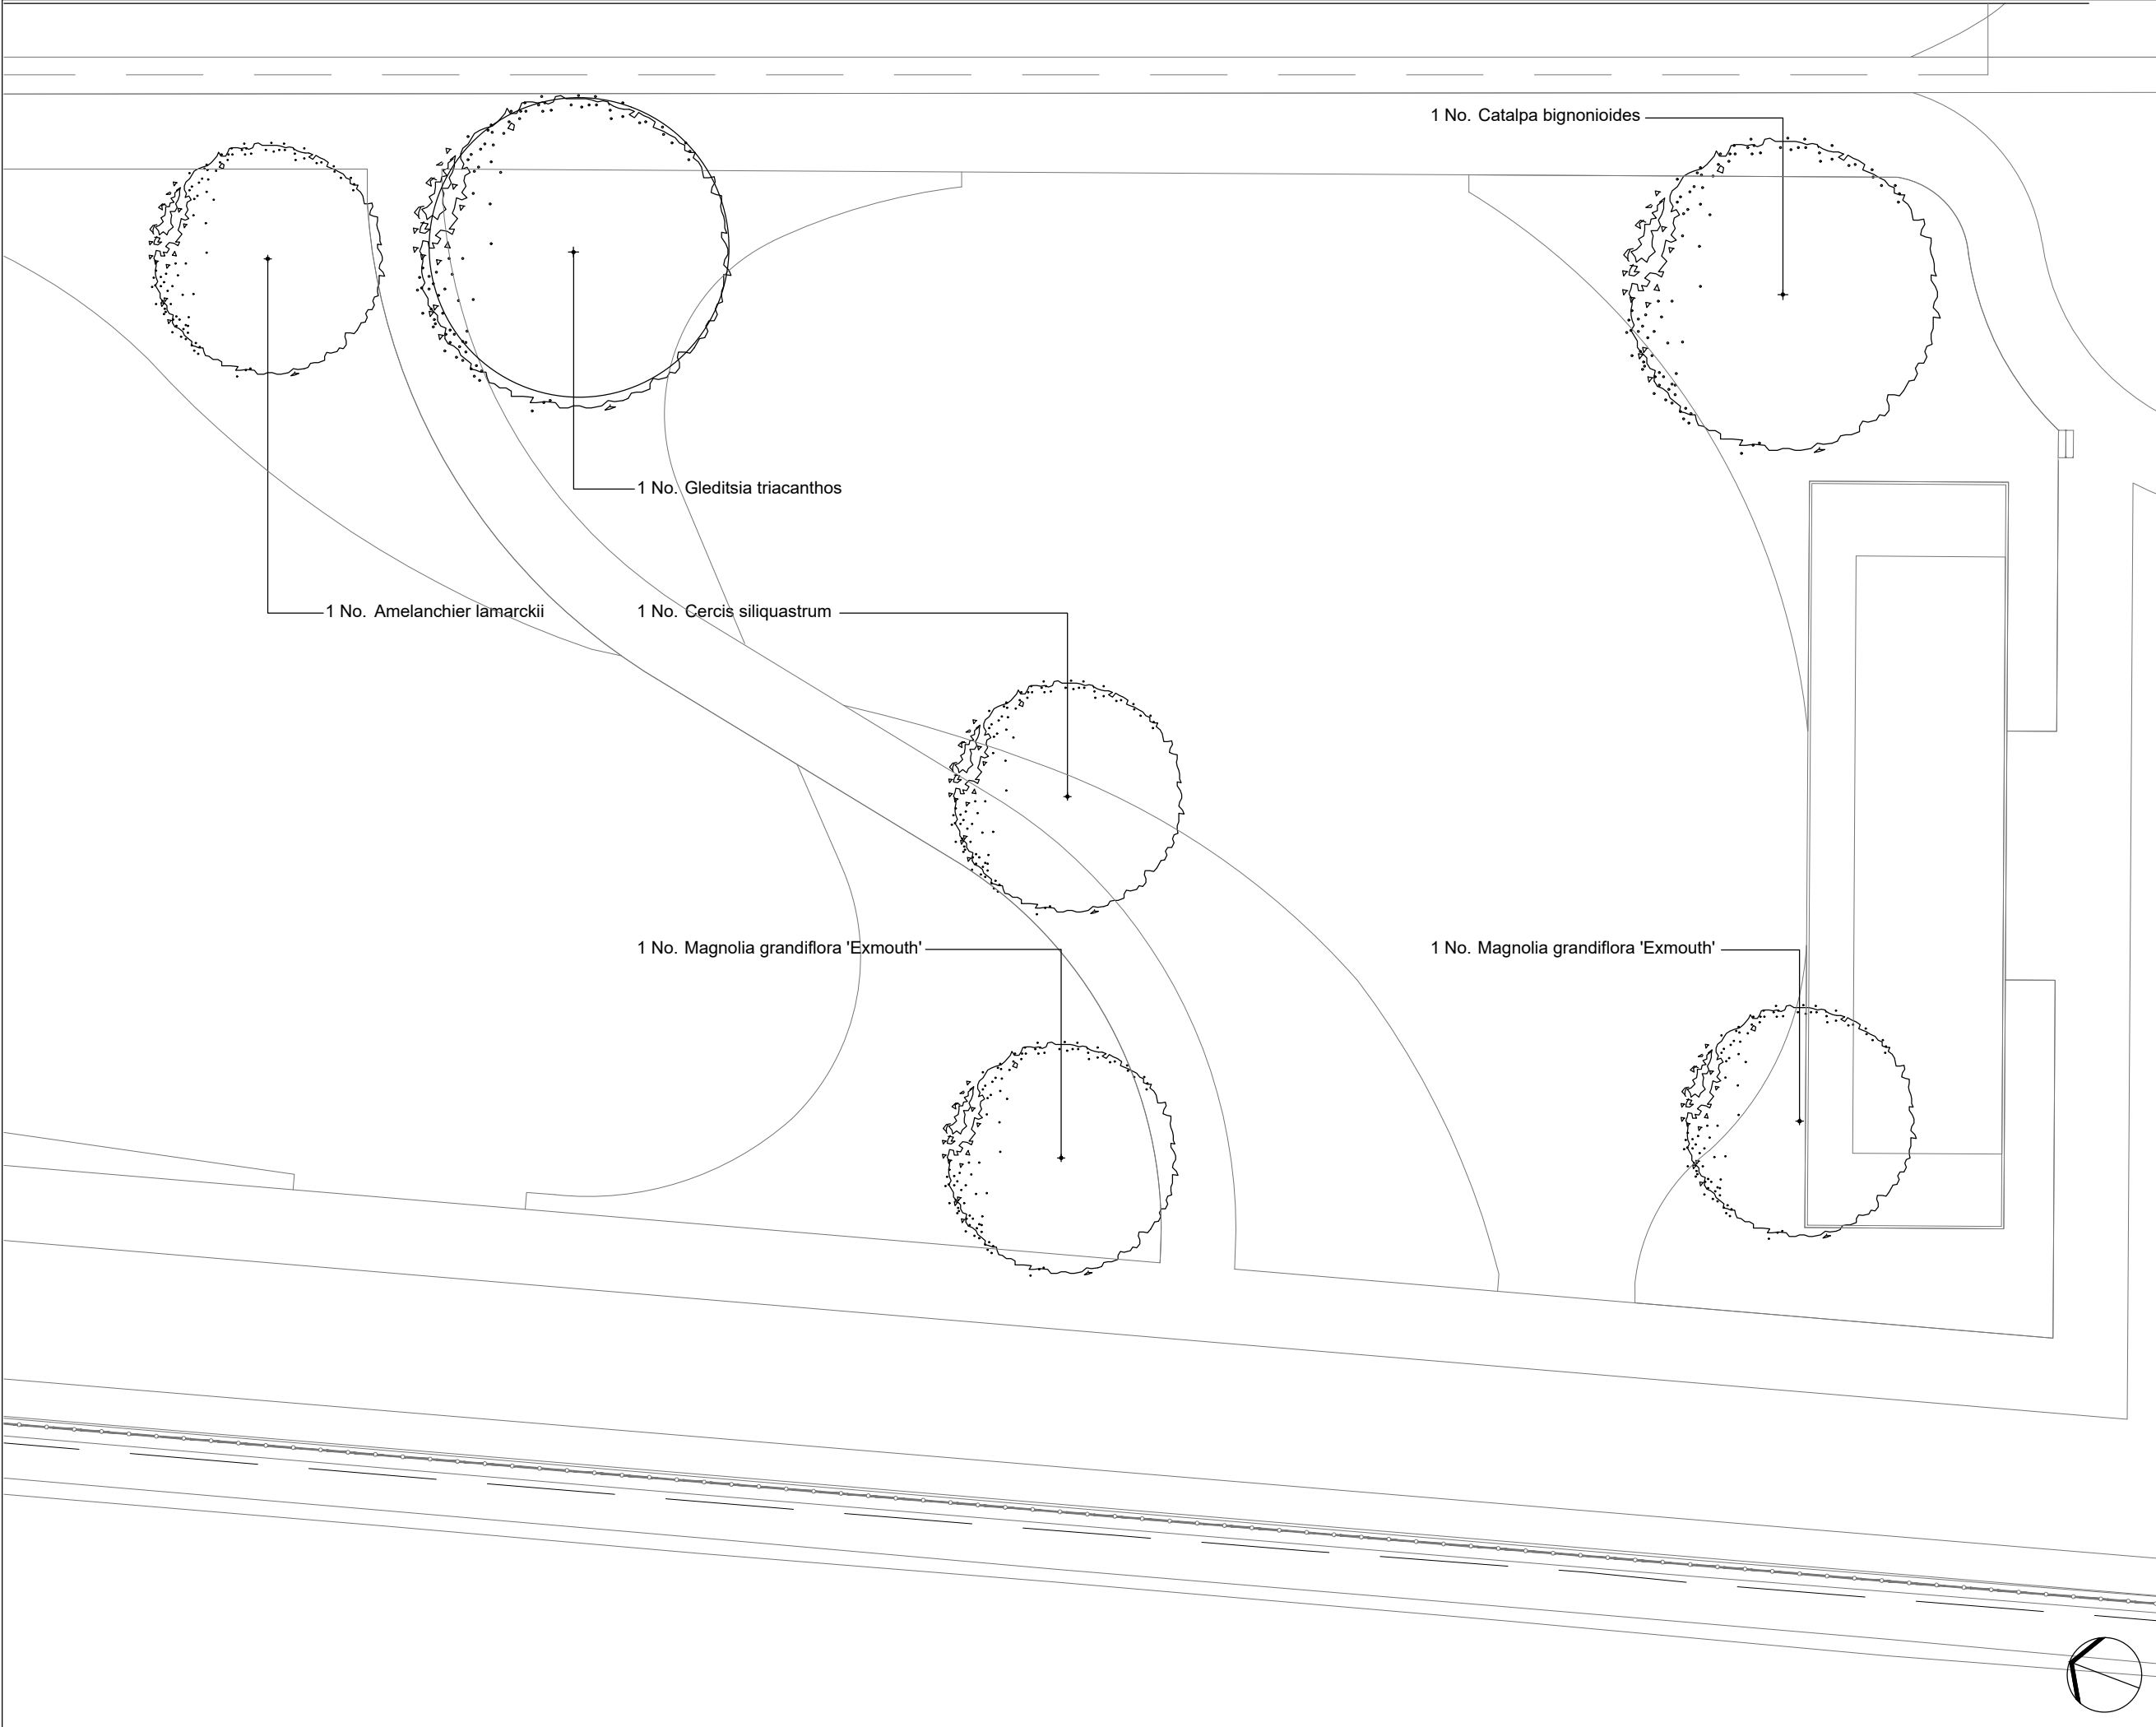 1 No. Catalpa bignonioides
1 No. Gleditsia triacanthos
1 No. Amelanchier lamarckii
1 No. Cercis siliquastrum
1 No. Magnolia grandiflora 'Exmouth'
1 No. Magnolia grandiflora 'Exmouth'